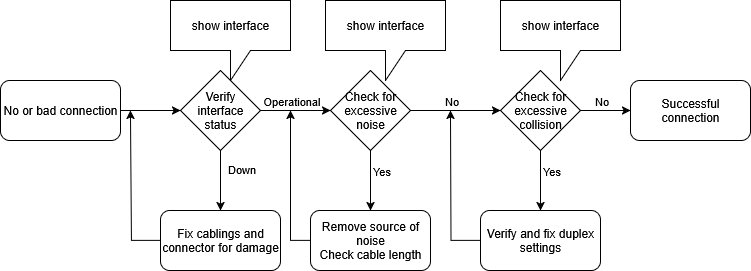 show interface
show interface
show interface
No or bad connection
Verify
interface
status
Operational
Check for
excessive
noise
No
Check for
excessive
collision
No
Successful
connection
Down
Yes
Yes
Fix cablings and
connector for damage
Remove source of
noise
Check cable length
Verify and fix duplex
settings